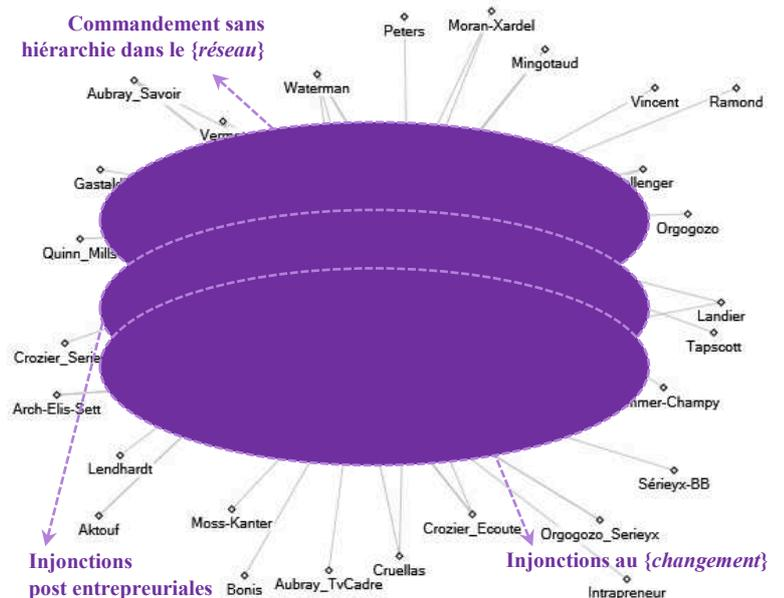 Commandement sans
hiérarchie dans le {réseau}
Peters
Moran-Xardel
Mingotaud
Waterman
Aubray_Savoir
Vincent
Ramond
Orgogozo
Quinn_Mills
Landier
Tapscott
Arch-Elis-Sett
Lendhardt
Sérieyx-BB
Aktouf
Moss-Kanter
Crozier_Ecoute
Orgogozo_Serieyx
Injonctions
post entrepreuriales
Injonctions au {changement}
Bonis
Aubray_TvCadre
Cruellas
Intrapreneur